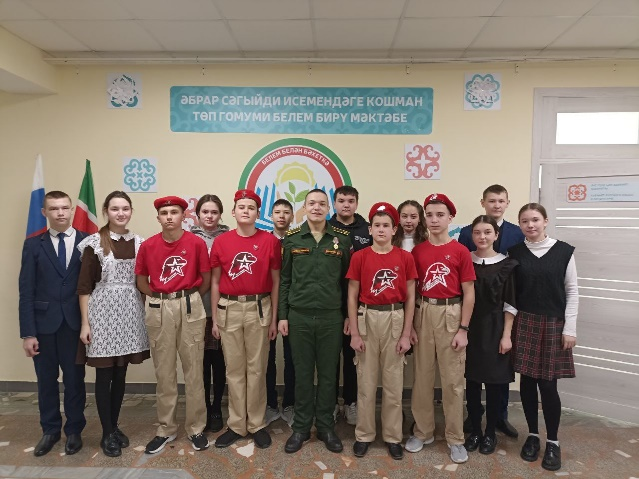 ӘБРАР СӘГЫЙДИ ИСЕМЕНДӘГЕ КОШМАН
ТӨП ГОМУМИ БЕЛЕМ БИРҮ МӘКТӘБЕ
БЕЛЕМ БЕЛӘН БӘХЕТКӘ